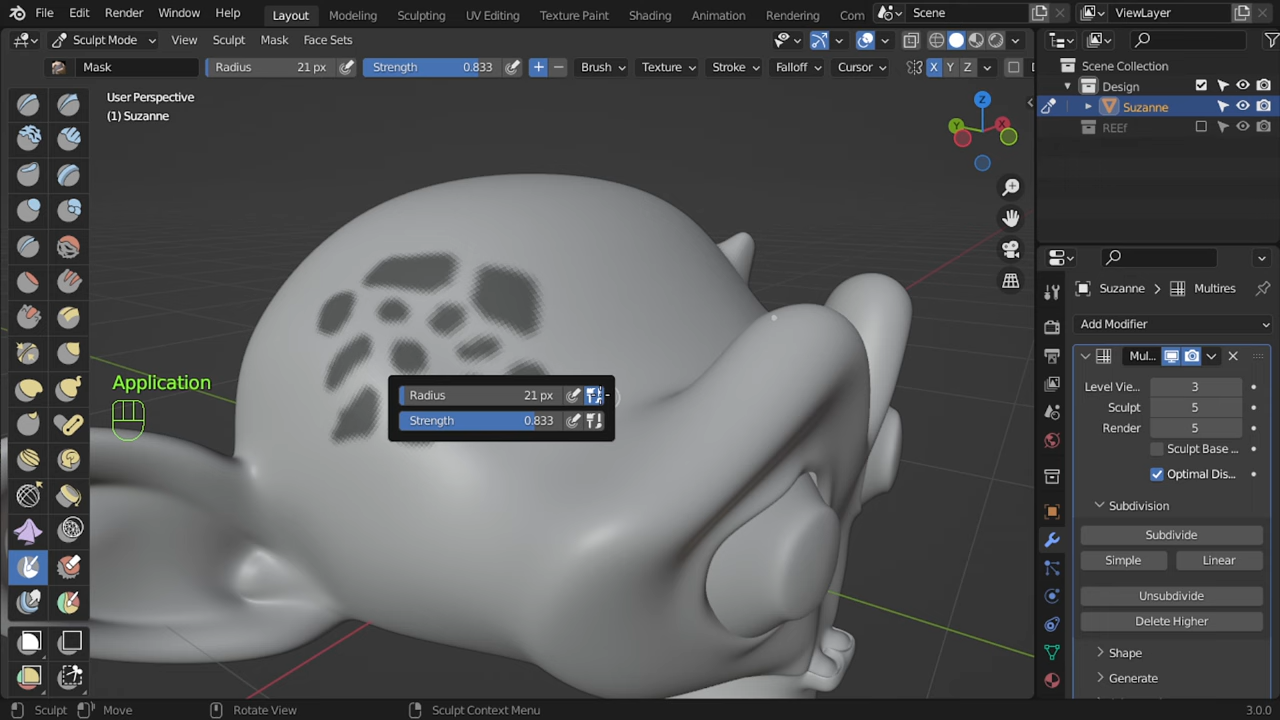 File Edit Render Window Help Layout Modeling Sculpting UV Editing Texture Paint Shading Animation Rendering Com Scene ViewLayer
Sculpt Mode View Sculpt Mask Face Sets
Mask Radius 21 px Strength 0.833 Brush Texture Stroke Falloff Cursor X Y Z
Scene Collection
Design
Suzanne
REEf
User Perspective
(1) Suzanne
Z
Y
X
Application
Radius 21 px
Strength 0.833
Suzanne > Multires
Add Modifier
Mul...
Level Vie... 3
Sculpt 5
Render 5
Sculpt Base ...
Optimal Dis...
Subdivision
Subdivide
Simple Linear
Unsubdivide
Delete Higher
Shape
Generate
Sculpt Move Rotate View Sculpt Context Menu 3.0.0